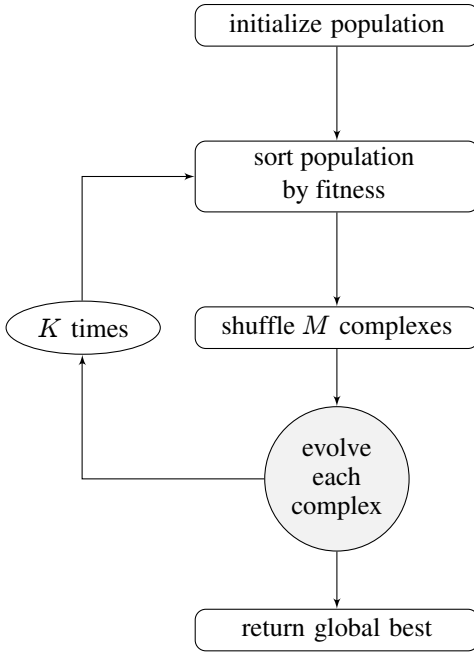 initialize population
sort population
by fitness
K times
shuffle M complexes
evolve
each
complex
return global best